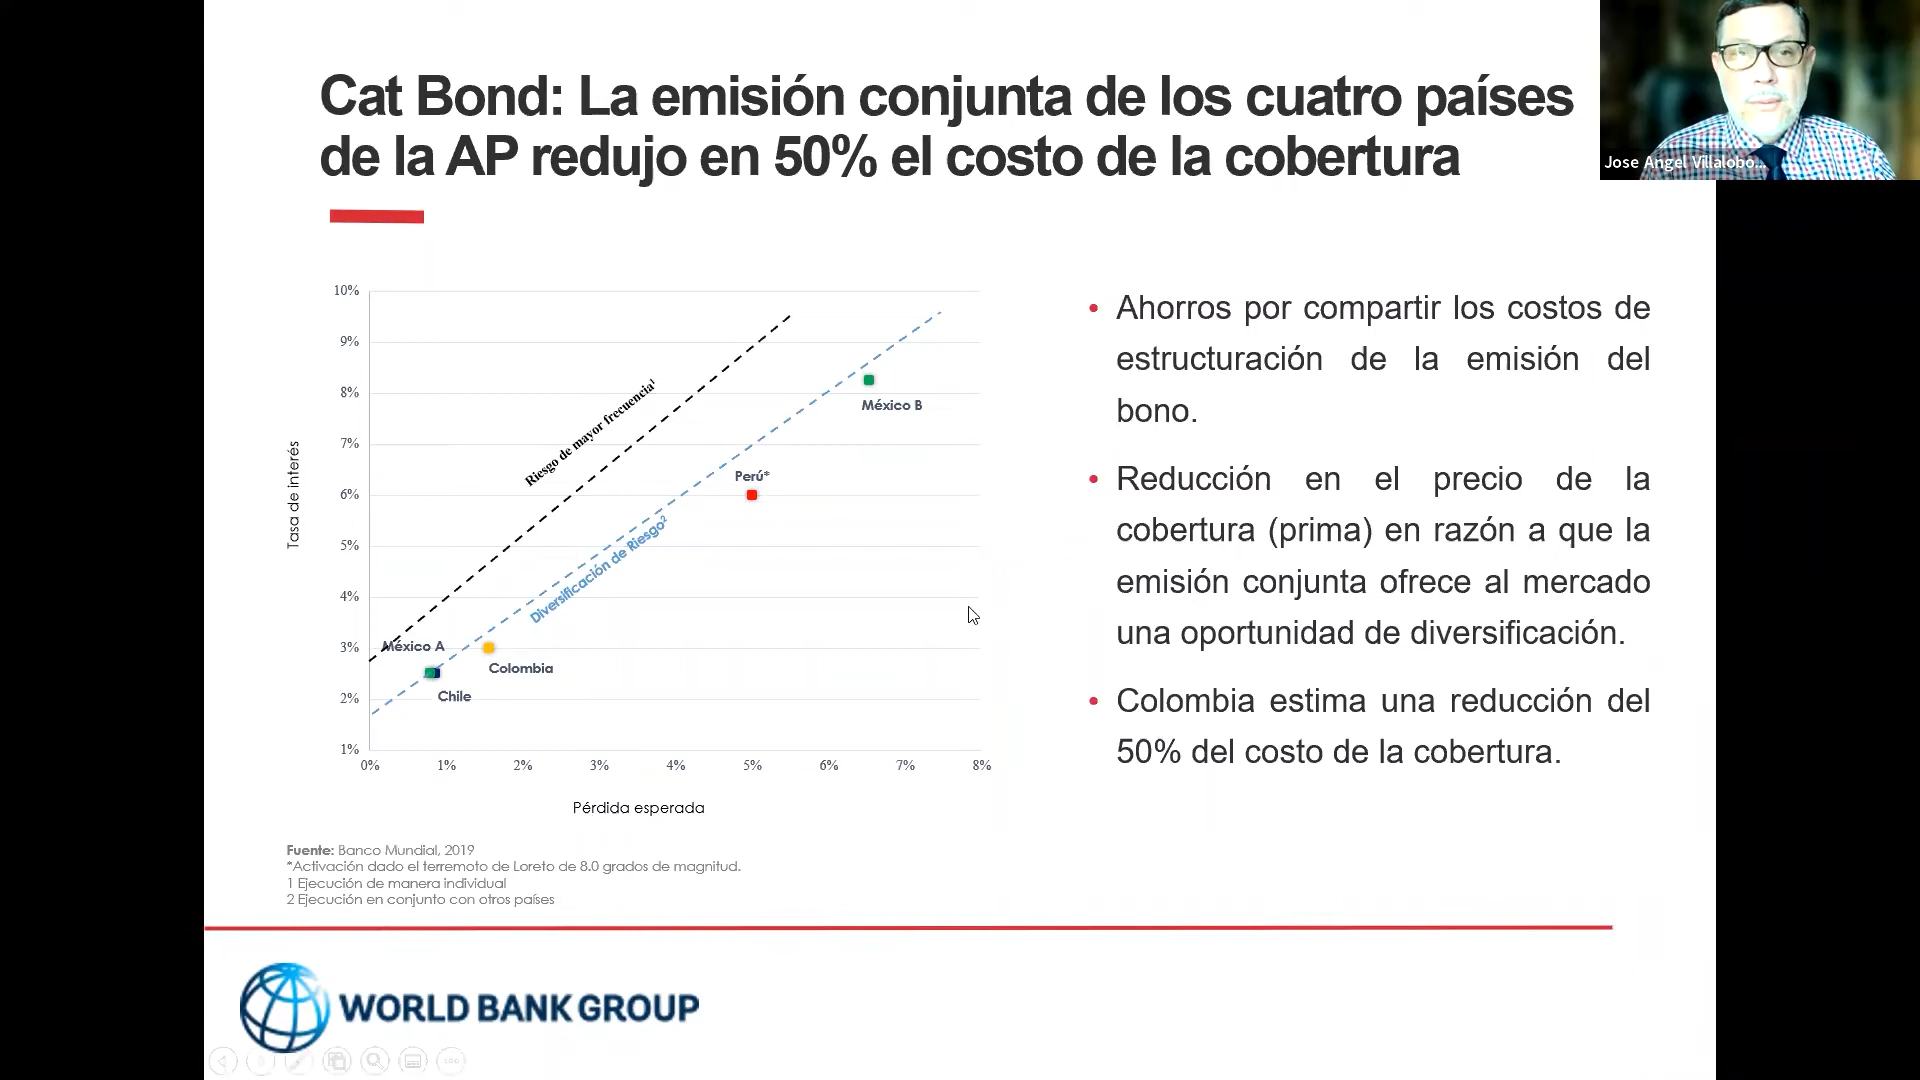 Cat Bond: La emisión conjunta de los cuatro países
de la AP redujo en 50% el costo de la cobertura
Jose Angel Villalobo...
10%
9%
8%
7%
6%
5%
4%
3%
2%
1%
0%
1%
2%
3%
4%
5%
6%
7%
8%
Tasa de interés
Pérdida esperada
Riesgo de mayor frecuencia¹
Diversificación de Riesgo²
México B
Perú*
México A
Colombia
Chile
• Ahorros por compartir los costos de
estructuración de la emisión del
bono.
• Reducción en el precio de la
cobertura (prima) en razón a que la
emisión conjunta ofrece al mercado
una oportunidad de diversificación.
• Colombia estima una reducción del
50% del costo de la cobertura.
Fuente: Banco Mundial, 2019
*Activación dado el terremoto de Loreto de 8.0 grados de magnitud.
1 Ejecución de manera individual
2 Ejecución en conjunto con otros países
WORLD BANK GROUP